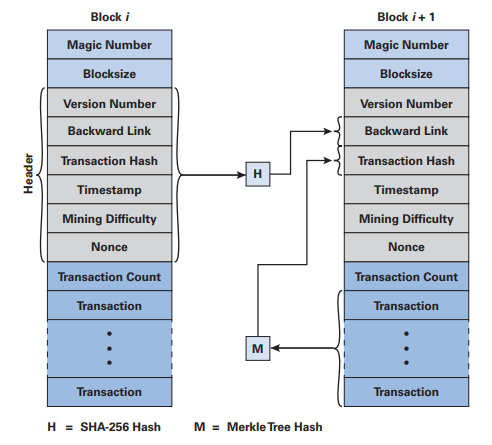 Block i
Magic Number
Blocksize
Version Number
Backward Link
Transaction Hash
Timestamp
Mining Difficulty
Nonce
Transaction Count
Transaction
Transaction
Header
H
M
Block i + 1
Magic Number
Blocksize
Version Number
Backward Link
Transaction Hash
Timestamp
Mining Difficulty
Nonce
Transaction Count
Transaction
Transaction
H = SHA-256 Hash M = Merkle Tree Hash